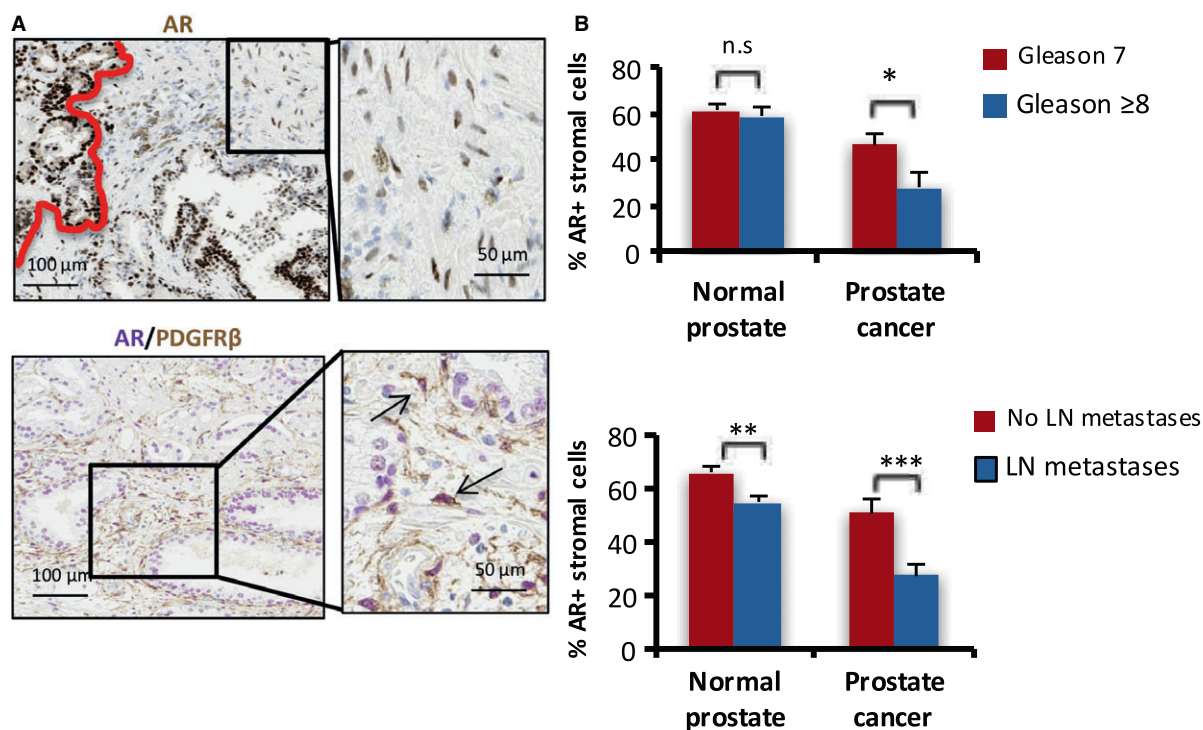 A
AR
100 µm
50 µm
AR/PDGFRβ
100 µm
50 µm
B
% AR+ stromal cells
80
60
40
20
0
n.s
*
Normal
prostate
Prostate
cancer
Gleason 7
Gleason ≥8
% AR+ stromal cells
80
60
40
20
0
**
***
Normal
prostate
Prostate
cancer
No LN metastases
LN metastases